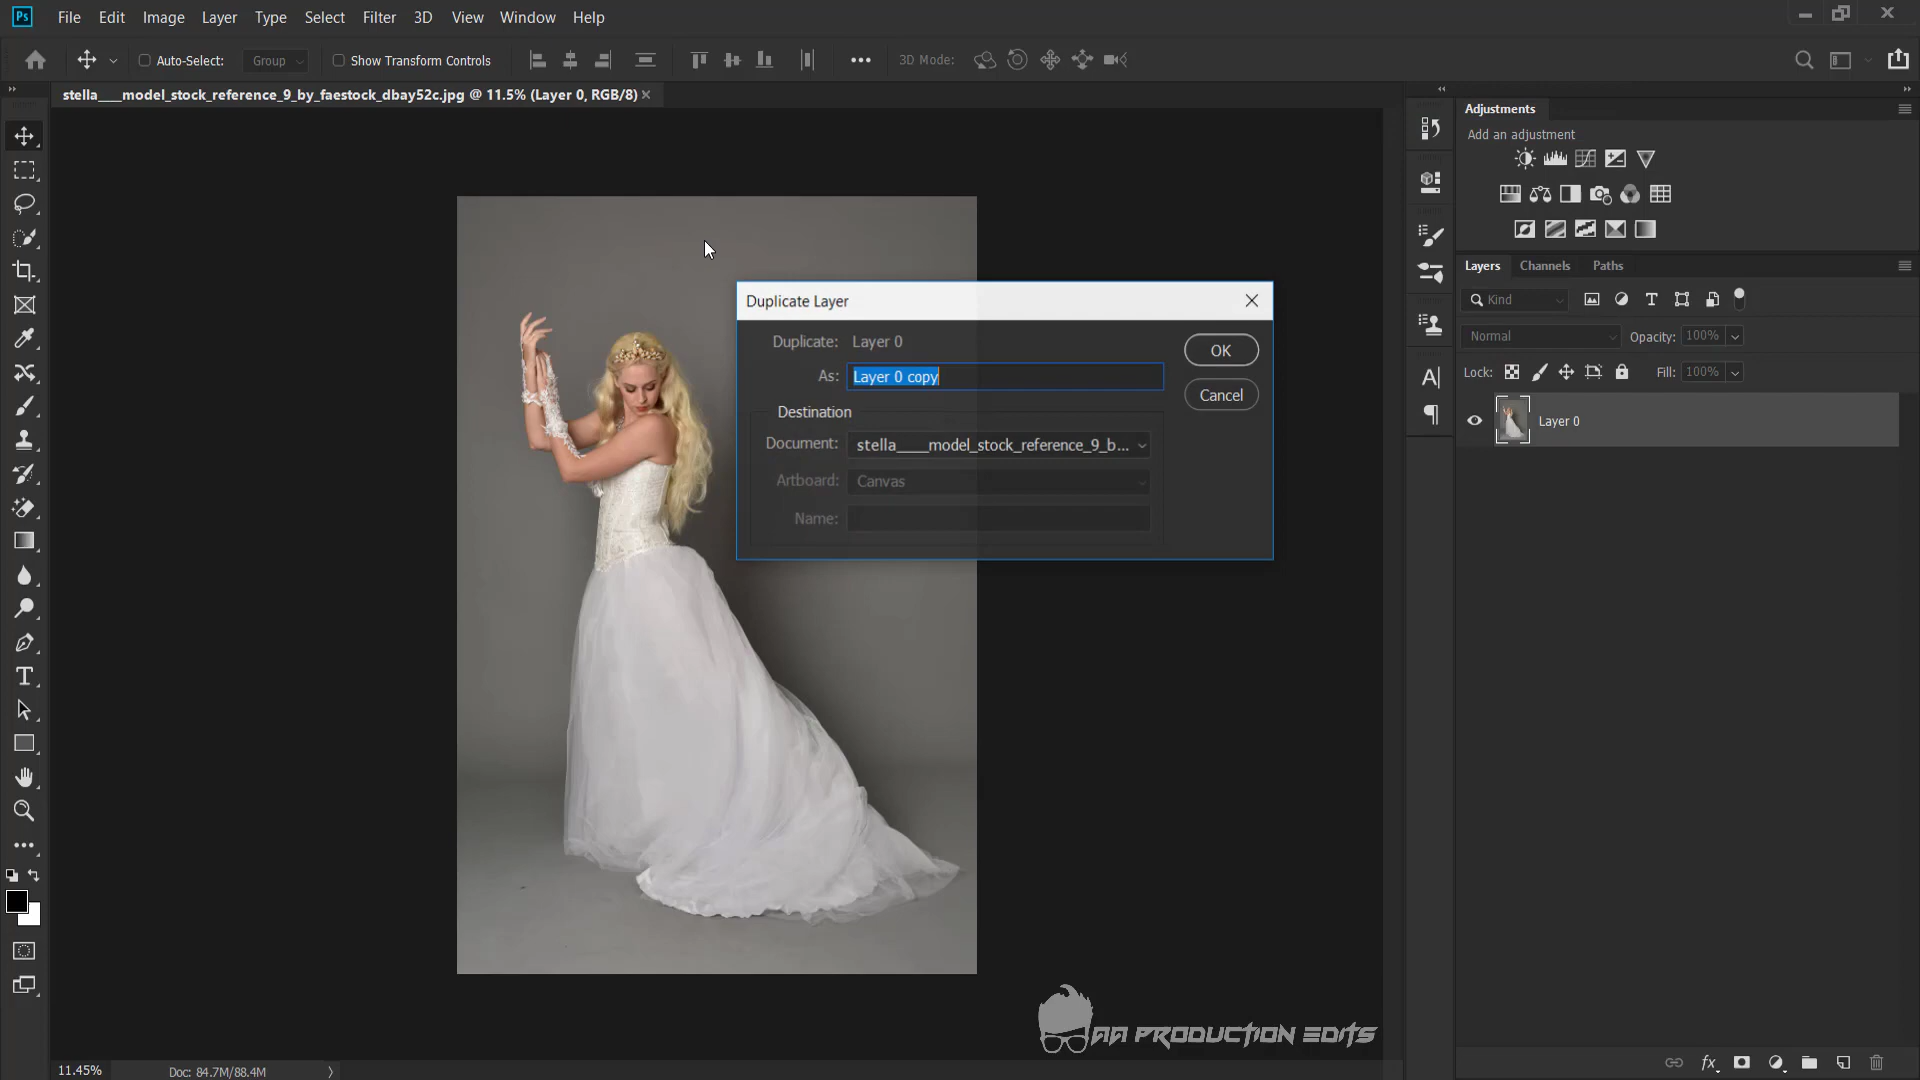 Ps File Edit Image Layer Type Select Filter 3D View Window Help
Auto-Select: Group Show Transform Controls 3D Mode:
stella___model_stock_reference_9_by_faestock_dbay52c.jpg @ 11.5% (Layer 0, RGB/8)
Adjustments
Add an adjustment
Layers Channels Paths
Kind
Normal Opacity: 100%
Lock: Fill: 100%
Layer 0
Duplicate Layer
Duplicate: Layer 0
As: Layer 0 copy
OK
Cancel
Destination
Document: stella____model_stock_reference_9_b...
Artboard: Canvas
Name:
AA PRODUCTION EDITS
11.45% Doc: 84.7M/88.4M